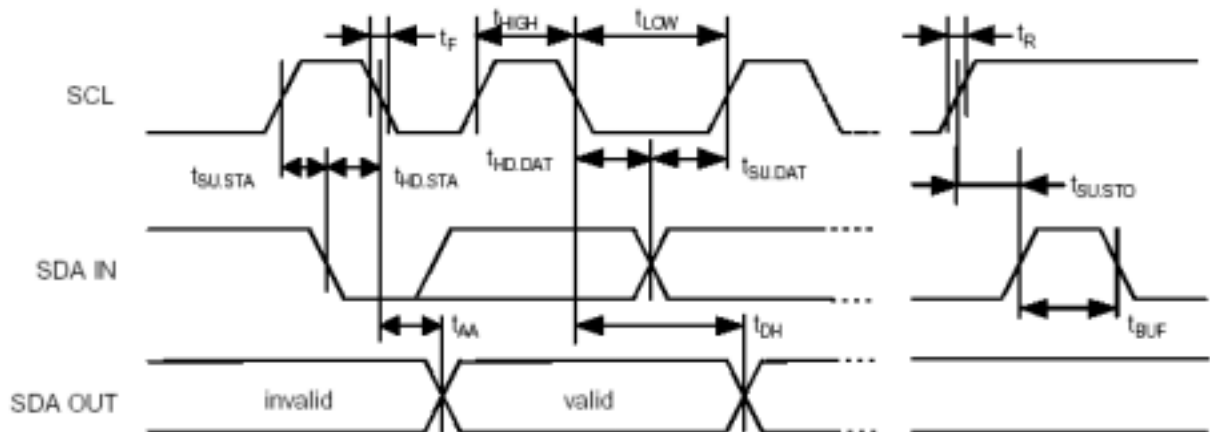 tHIGH tLOW
tF tR
SCL
tSU.STA tHD.STA tHD.DAT tSU.DAT tSU.STO
SDA IN
tAA tDH tBUF
SDA OUT invalid valid